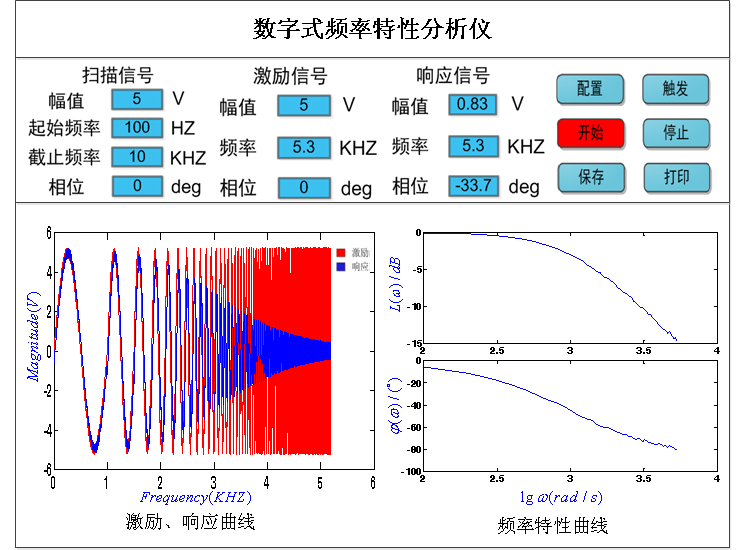 数字式频率特性分析仪
扫描信号
幅值 5 V
起始频率 100 HZ
截止频率 10 KHZ
相位 0 deg
激励信号
幅值 5 V
频率 5.3 KHZ
相位 0 deg
响应信号
幅值 0.83 V
频率 5.3 KHZ
相位 -33.7 deg
配置 触发
开始 停止
保存 打印
Magnitude(V)
6
4
2
0
-2
-4
-6
激励
响应
0 1 2 3 4 5 6
Frequency(KHZ)
激励、响应曲线
L(ω)/dB
0
-5
-10
-15
2 2.5 3 3.5 4
φ(ω)/(°)
0
-20
-40
-60
-80
-100
2 2.5 3 3.5 4
lg ω(rad / s)
频率特性曲线